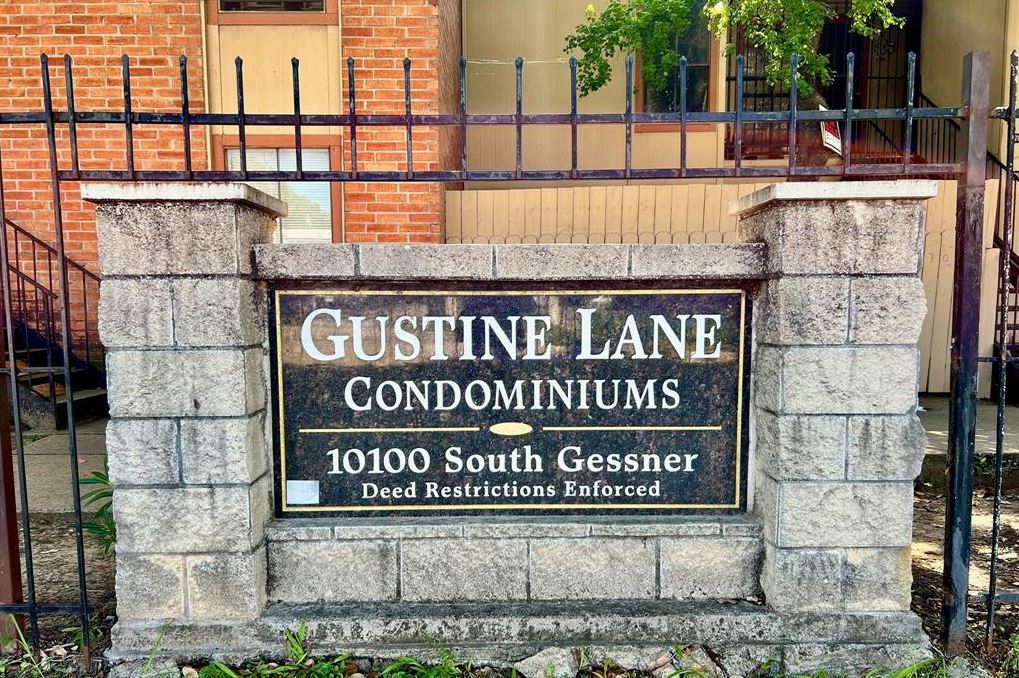 GUSTINE LANE
CONDOMINIUMS
10100 South Gessner
Deed Restrictions Enforced